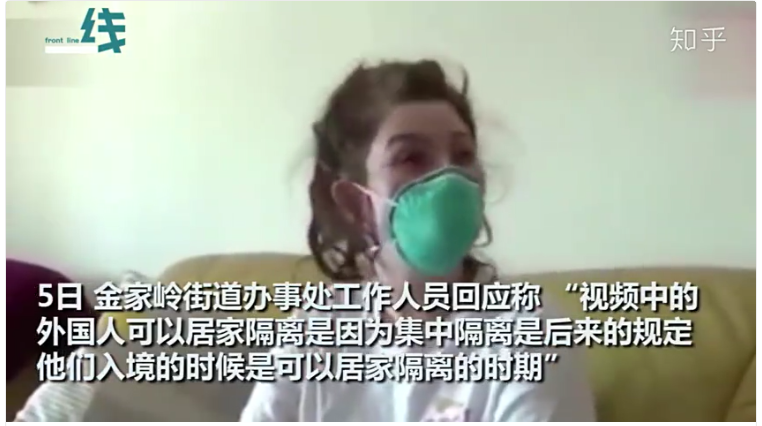 front line
线
知乎
5日 金家岭街道办事处工作人员回应称 “视频中的
外国人可以居家隔离是因为集中隔离是后来的规定
他们入境的时候是可以居家隔离的时期”